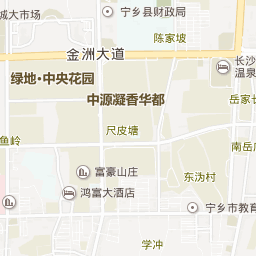 宁乡县财政局
城大市场
陈家坡
金洲大道
长沙
温泉
绿地·中央花园
中源凝香华都
岳家
尺皮塘
鱼岭
南岳
富豪山庄
东沩村
鸿富大酒店
宁乡市教育
学冲